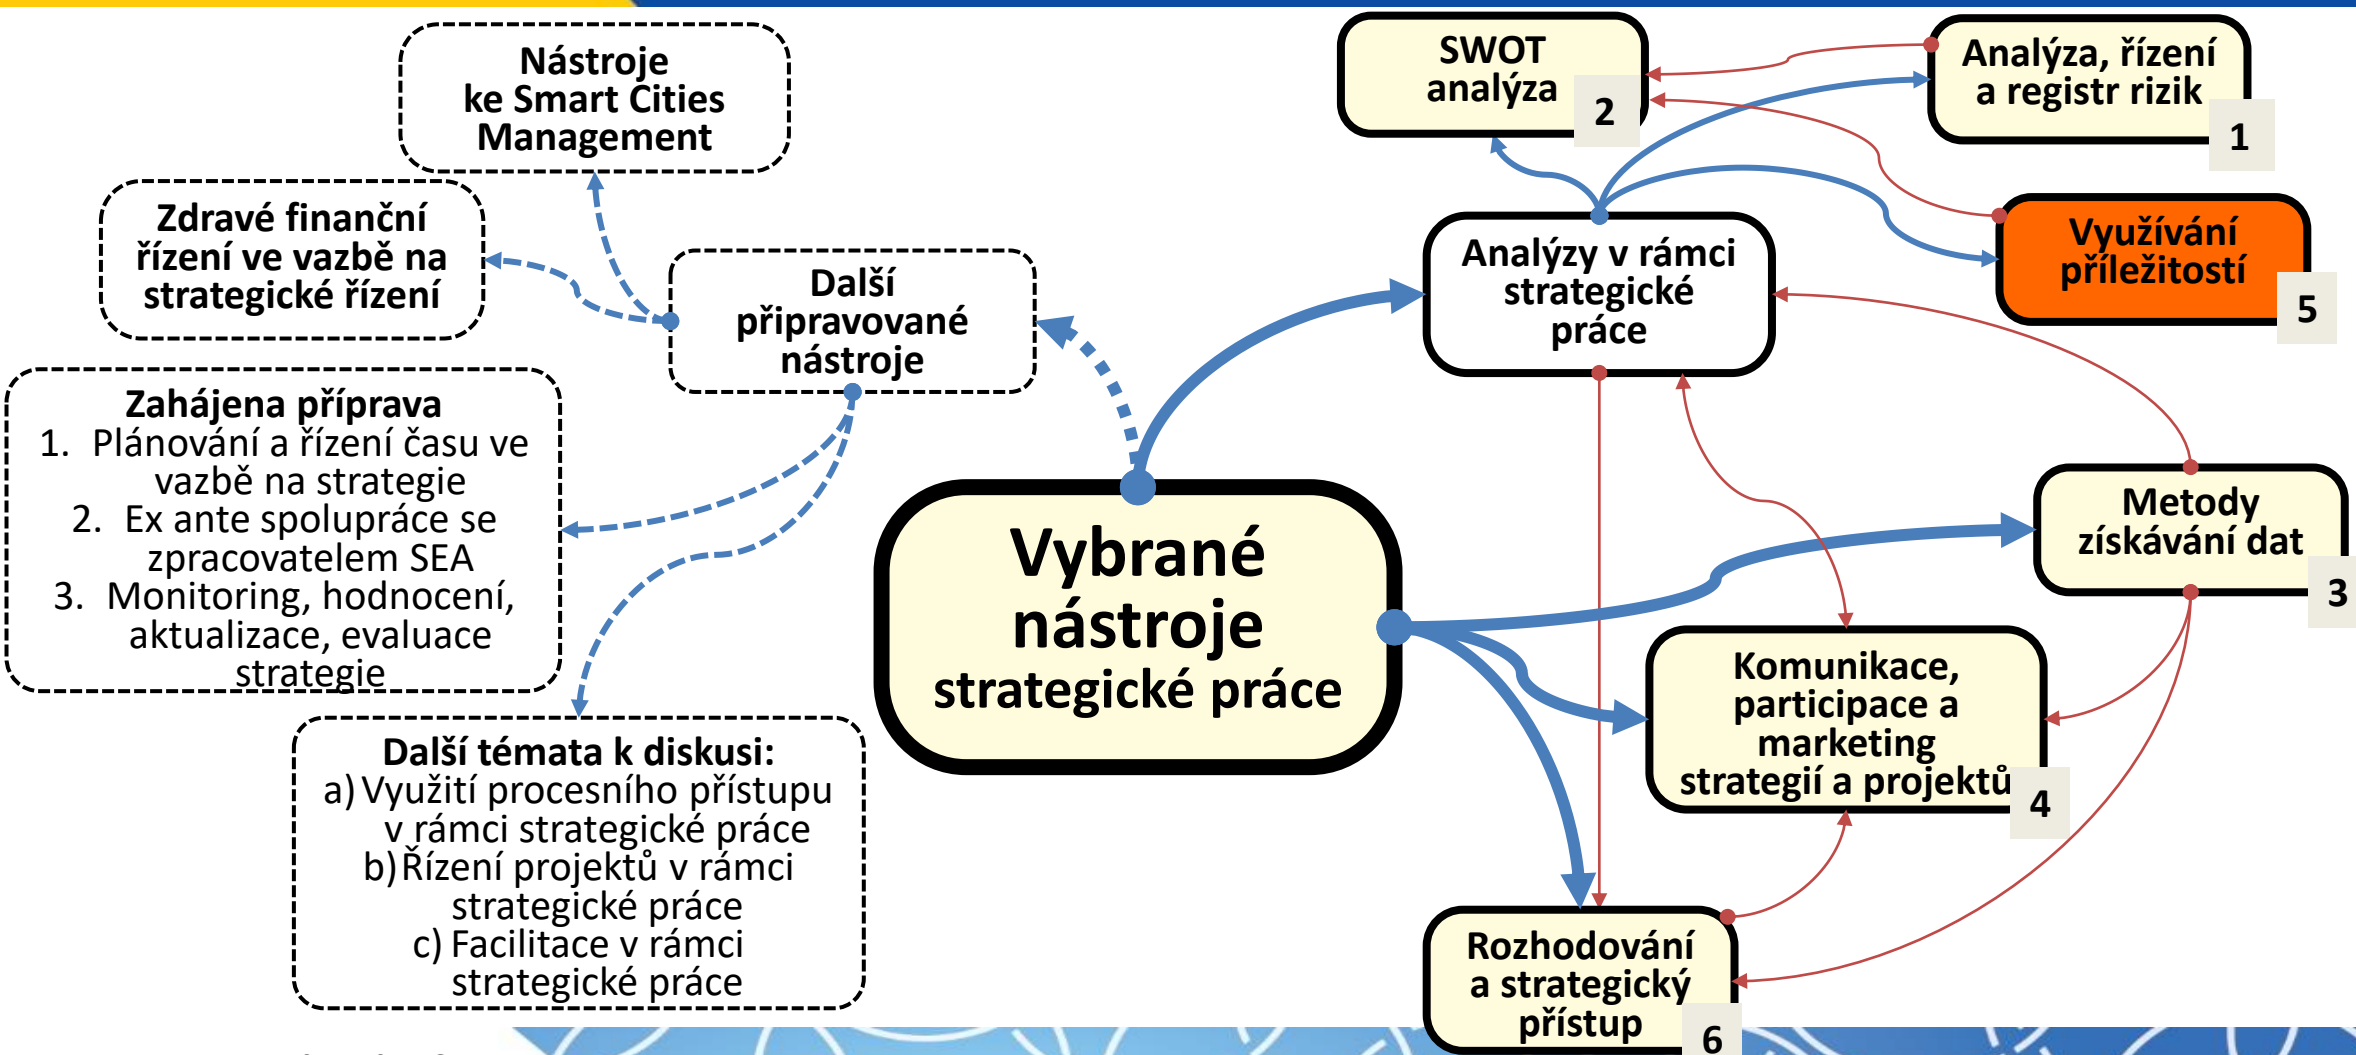 Nástroje
ke Smart Cities
Management
Zdravé finanční
řízení ve vazbě na
strategické řízení
Další
připravované
nástroje
Zahájena příprava
1. Plánování a řízení času ve
vazbě na strategie
2. Ex ante spolupráce se
zpracovatelem SEA
3. Monitoring, hodnocení,
aktualizace, evaluace
strategie
Další témata k diskusi:
a) Využití procesního přístupu
v rámci strategické práce
b) Řízení projektů v rámci
strategické práce
c) Facilitace v rámci
strategické práce
Vybrané
nástroje
strategické práce
SWOT
analýza
2
Analýza, řízení
a registr rizik
1
Analýzy v rámci
strategické
práce
Využívání
příležitostí
5
Metody
získávání dat
3
Komunikace,
participace a
marketing
strategií a projektů
4
Rozhodování
a strategický
přístup
6